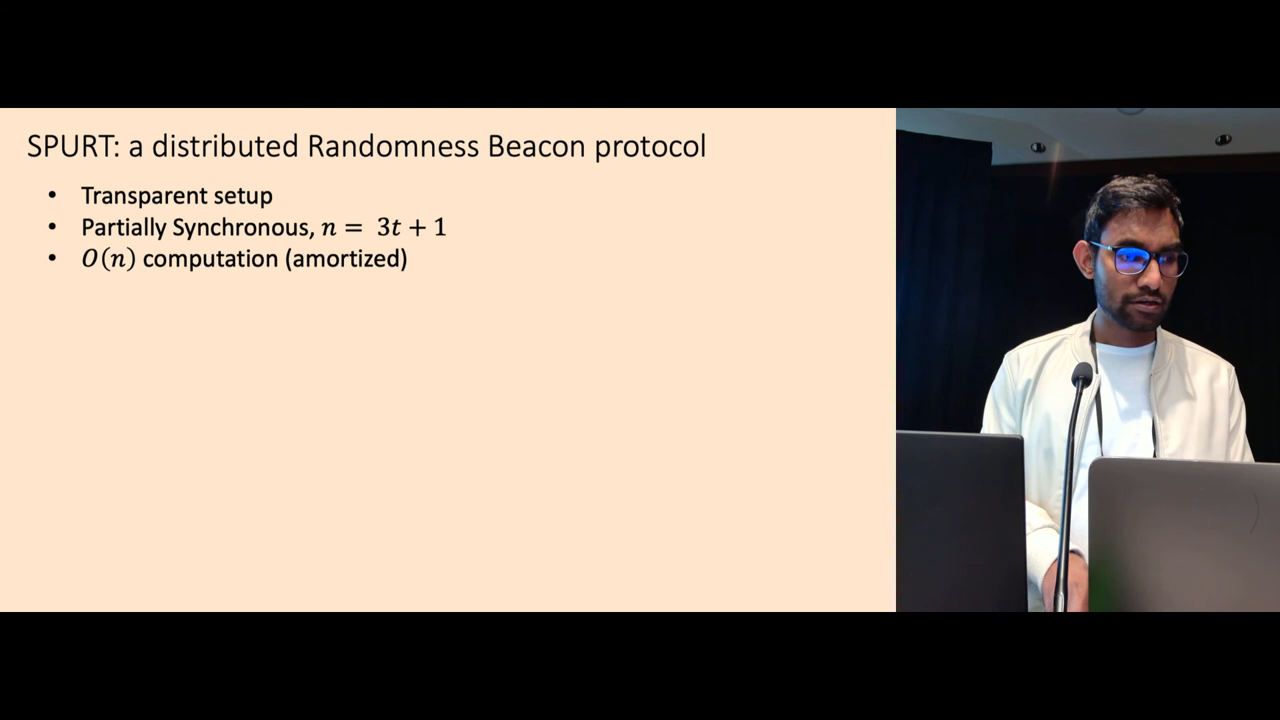 SPURT: a distributed Randomness Beacon protocol
• Transparent setup
• Partially Synchronous, n = 3t + 1
• O(n) computation (amortized)